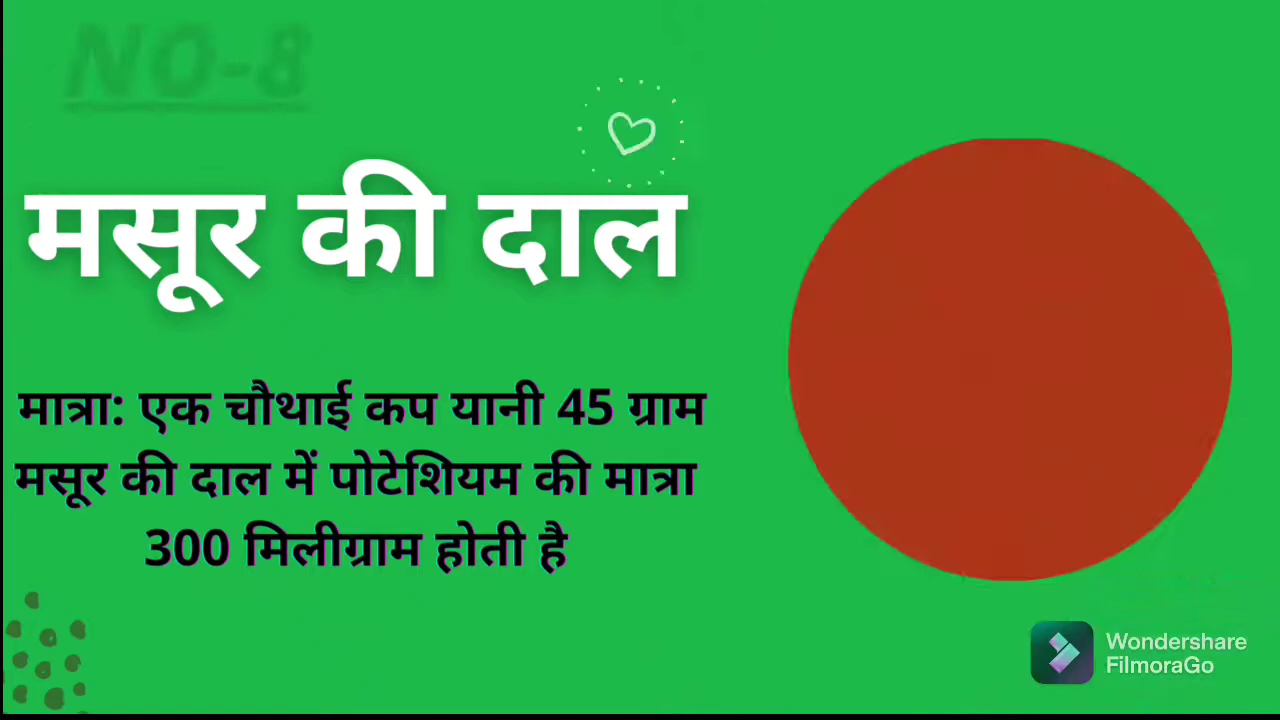 NO-8
मसूर की दाल
मात्रा: एक चौथाई कप यानी 45 ग्राम
मसूर की दाल में पोटेशियम की मात्रा
300 मिलीग्राम होती है
Wondershare
FilmoraGo